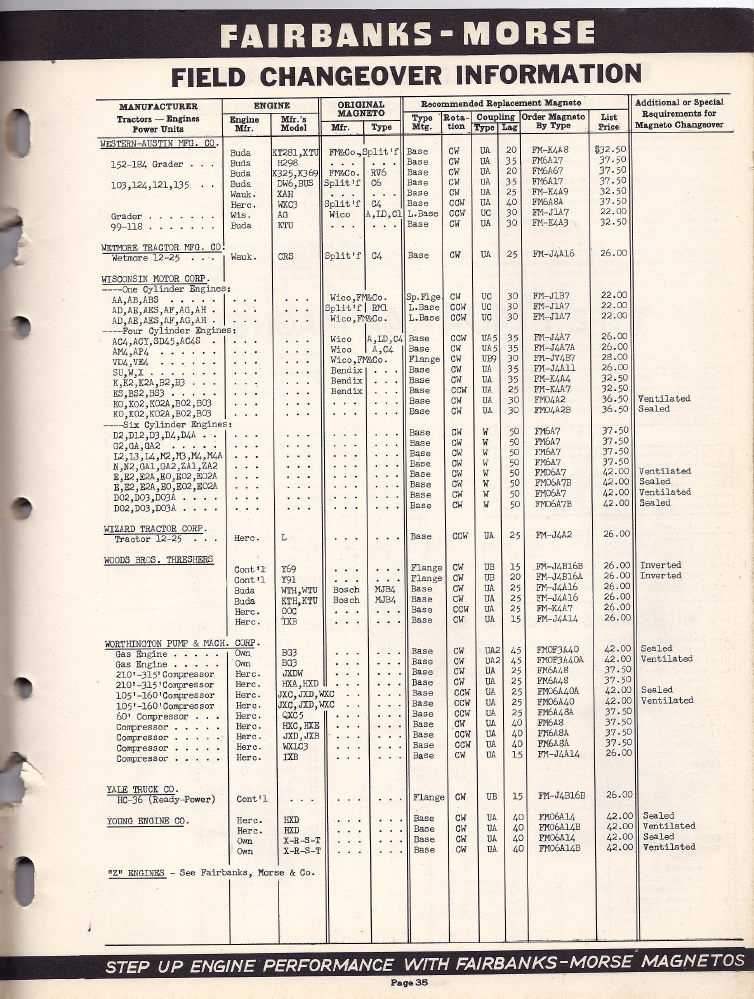 FAIRBANKS-MORSE
FIELD CHANGEOVER INFORMATION
MANUFACTURER Tractors — Engines Power Units | ENGINE Engine Mfr. Mfr.'s Model | ORIGINAL MAGNETO Mfr. Type | Recommended Replacement Magneto Type Mtg. Rota-tion Coupling Type Lag Order Magneto By Type List Price | Additional or Special Requirements for Magneto Changeover
WESTERN-AUSTIN MFG. CO.
Buda KT281,XTU FM&Co.,Split'f Base CW UA 20 FM-K4A8 $32.50
152-184 Grader . . . Buda H298 . . . . . . . Base CW UA 35 FM6A17 37.50
Buda K325,K369 FM&Co. RV6 Base CW UA 20 FM6A67 37.50
103,124,121,135 . . Buda DW6,BUS Split'f C6 Base CW UA 35 FM6A17 37.50
Wauk. XAH . . . . . . . Base CW UA 25 FM-K4A9 32.50
Herc. WXC3 Split'f C4 Base CW UA 40 FM6A8A 37.50
Grader . . . . . . . Wis. AG Wico A,LD,C1 L.Base CCW UC 30 FM-J1A7 22.00
99-118 . . . . . . . Buda KTU . . . . . . . Base CW UA 30 FM-K4A3 32.50
WETMORE TRACTOR MFG. CO.
Wetmore 12-25 . . . Wauk. CRS Split'f C4 Base CW UA 25 FM-J4A16 26.00
WISCONSIN MOTOR CORP.
----One Cylinder Engines:
AA,AB,ABS . . . . . . . . . . . Wico,FM&Co. Sp.Flge. CW UC 30 FM-J1B7 22.00
AD,AE,AES,AF,AG,AH . . . . . . . Split'f RM1 L.Base CCW UC 30 FM-J1A7 22.00
AD,AE,AES,AF,AG,AH . . . . . . . Wico,FM&Co. L.Base CCW UC 30 FM-J1A7 22.00
----Four Cylinder Engines:
AC4,ACY,SD45,AC4S . . . . . . . Wico A,LD,C4 Base CCW UA5 35 FM-J4A7 26.00
AM4,AP4 . . . . . . . . . . . Wico A,C4 Base CW UA5 35 FM-J4A7A 26.00
VD4,VE4 . . . . . . . . . . . Wico,FM&Co. Flange CW UB9 30 FM-JV4B7 28.00
SU,W,X . . . . . . . . . . . Bendix . . . Base CW UA 35 FM-J4A11 26.00
K,K2,K2A,B2,B3 . . . . . . . . . Bendix . . . Base CW UA 35 FM-K4A4 32.50
KS,BS2,BS3 . . . . . . . . . . Bendix . . . Base CCW UA 25 FM-K4A7 32.50
KO,KO2,KO2A,BO2,BO3 . . . . . . . . . . . . Base CW UA 30 FMO4A2 36.50 Ventilated
KO,KO2,KO2A,BO2,BO3 . . . . . . . . . . . . Base CW UA 30 FMO4A2B 36.50 Sealed
----Six Cylinder Engines:
D2,D12,D3,D4,D4A . . . . . . . . . . . . . . Base CW W 50 FM6A7 37.50
G2,GA,GA2 . . . . . . . . . . . . . . . . Base CW W 50 FM6A7 37.50
L2,L3,L4,M2,M3,M4,M4A . . . . . . . . . . . . Base CW W 50 FM6A7 37.50
N,N2,GA1,GA2,ZA1,ZA2 . . . . . . . . . . . . Base CW W 50 FM6A7 37.50
E,E2,E2A,EO,EO2,EO2A . . . . . . . . . . . . Base CW W 50 FMO6A7 42.00 Ventilated
E,E2,E2A,EO,EO2,EO2A . . . . . . . . . . . . Base CW W 50 FMO6A7B 42.00 Sealed
DO2,DO3,DO3A . . . . . . . . . . . . . . . Base CW W 50 FMO6A7 42.00 Ventilated
DO2,DO3,DO3A . . . . . . . . . . . . . . . Base CW W 50 FMO6A7B 42.00 Sealed
WIZARD TRACTOR CORP.
Tractor 12-25 . . . Herc. L . . . . . . . Base CCW UA 25 FM-J4A2 26.00
WOODS BROS. THRESHERS
Cont'l Y69 . . . . . . . Flange CW UB 15 FM-J4B16B 26.00 Inverted
Cont'l Y91 . . . . . . . Flange CW UB 20 FM-J4B16A 26.00 Inverted
Buda WTH,WTU Bosch MJB4 Base CW UA 25 FM-J4A16 26.00
Buda KTH,KTU Bosch MJB4 Base CW UA 25 FM-J4A16 26.00
Herc. OOC . . . . . . . Base CCW UA 25 FM-K4A7 26.00
Herc. IXB . . . . . . . Base CW UA 15 FM-J4A14 26.00
WORTHINGTON PUMP & MACH. CORP.
Gas Engine . . . . . Own BG3 . . . . . . . Base CW UA2 45 FMOF3A40 42.00 Sealed
Gas Engine . . . . . Own BG3 . . . . . . . Base CW UA2 45 FMOF3A40A 42.00 Ventilated
210'-315'Compressor Herc. JXDW . . . . . . . Base CW UA 25 FM6A48 37.50
210'-315'Compressor Herc. HXA,HXD . . . . . . . Base CW UA 25 FM6A48 37.50
105'-160'Compressor Herc. JXC,JXD,WXC . . . . . . Base CCW UA 25 FMO6A40A 42.00 Sealed
105'-160'Compressor Herc. JXC,JXD,WXC . . . . . . Base CCW UA 25 FMO6A40 42.00 Ventilated
60' Compressor . . . Herc. QXC5 . . . . . . . Base CCW UA 25 FM6A48A 37.50
Compressor . . . . . Herc. HXC,HXE . . . . . . . Base CW UA 40 FM6A8 37.50
Compressor . . . . . Herc. JXD,JXB . . . . . . . Base CCW UA 40 FM6A8A 37.50
Compressor . . . . . Herc. WXLC3 . . . . . . . Base CCW UA 40 FM6A8A 37.50
Compressor . . . . . Herc. IXB . . . . . . . Base CW UA 15 FM-J4A14 26.00
YALE TRUCK CO.
HC-36 (Ready-Power) Cont'l . . . . . . . . . . Flange CW UB 15 FM-J4B16B 26.00
YOUNG ENGINE CO. Herc. HXD . . . . . . . Base CW UA 40 FMO6A14 42.00 Sealed
Herc. HXD . . . . . . . Base CW UA 40 FMO6A14B 42.00 Ventilated
Own X-R-S-T . . . . . . . Base CW UA 40 FMO6A14 42.00 Sealed
Own X-R-S-T . . . . . . . Base CW UA 40 FMO6A14B 42.00 Ventilated
"Z" ENGINES - See Fairbanks, Morse & Co.
STEP UP ENGINE PERFORMANCE WITH FAIRBANKS-MORSE MAGNETOS
Page 35